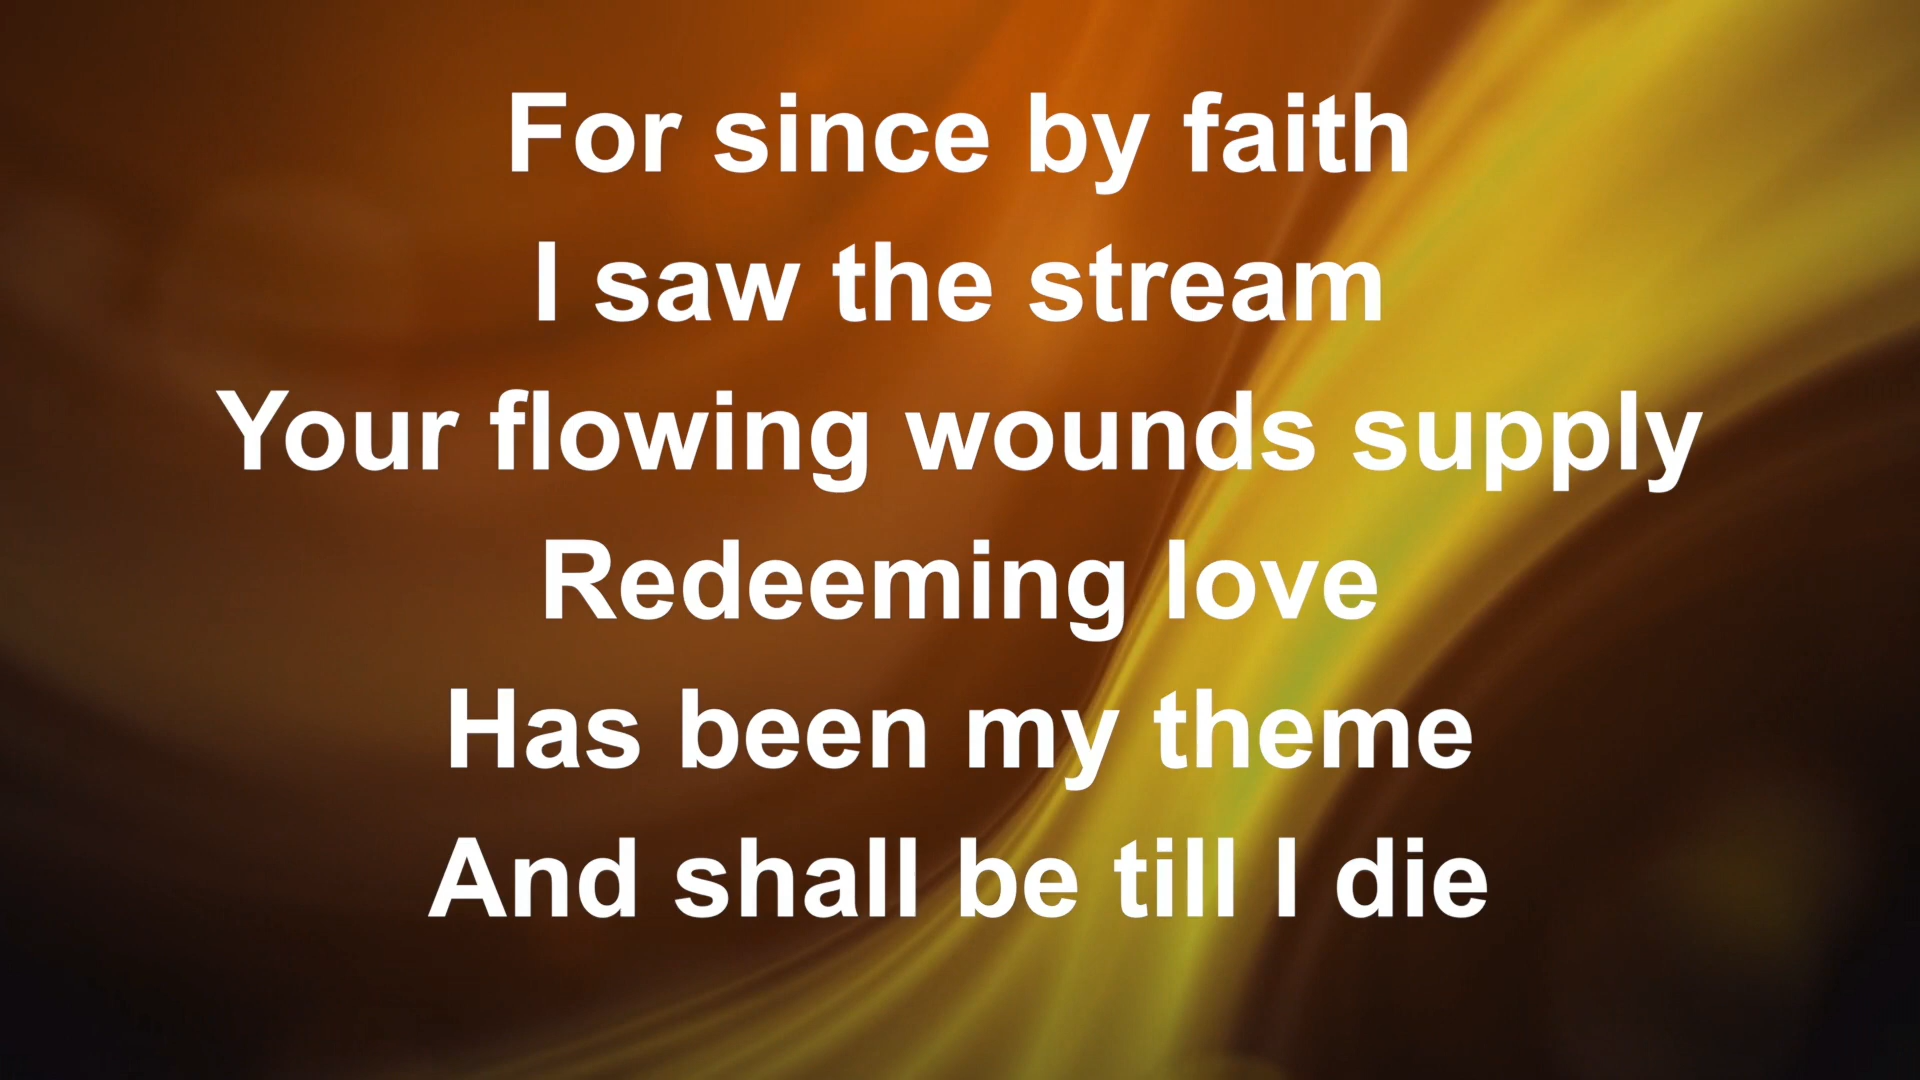 For since by faith
I saw the stream
Your flowing wounds supply
Redeeming love
Has been my theme
And shall be till I die